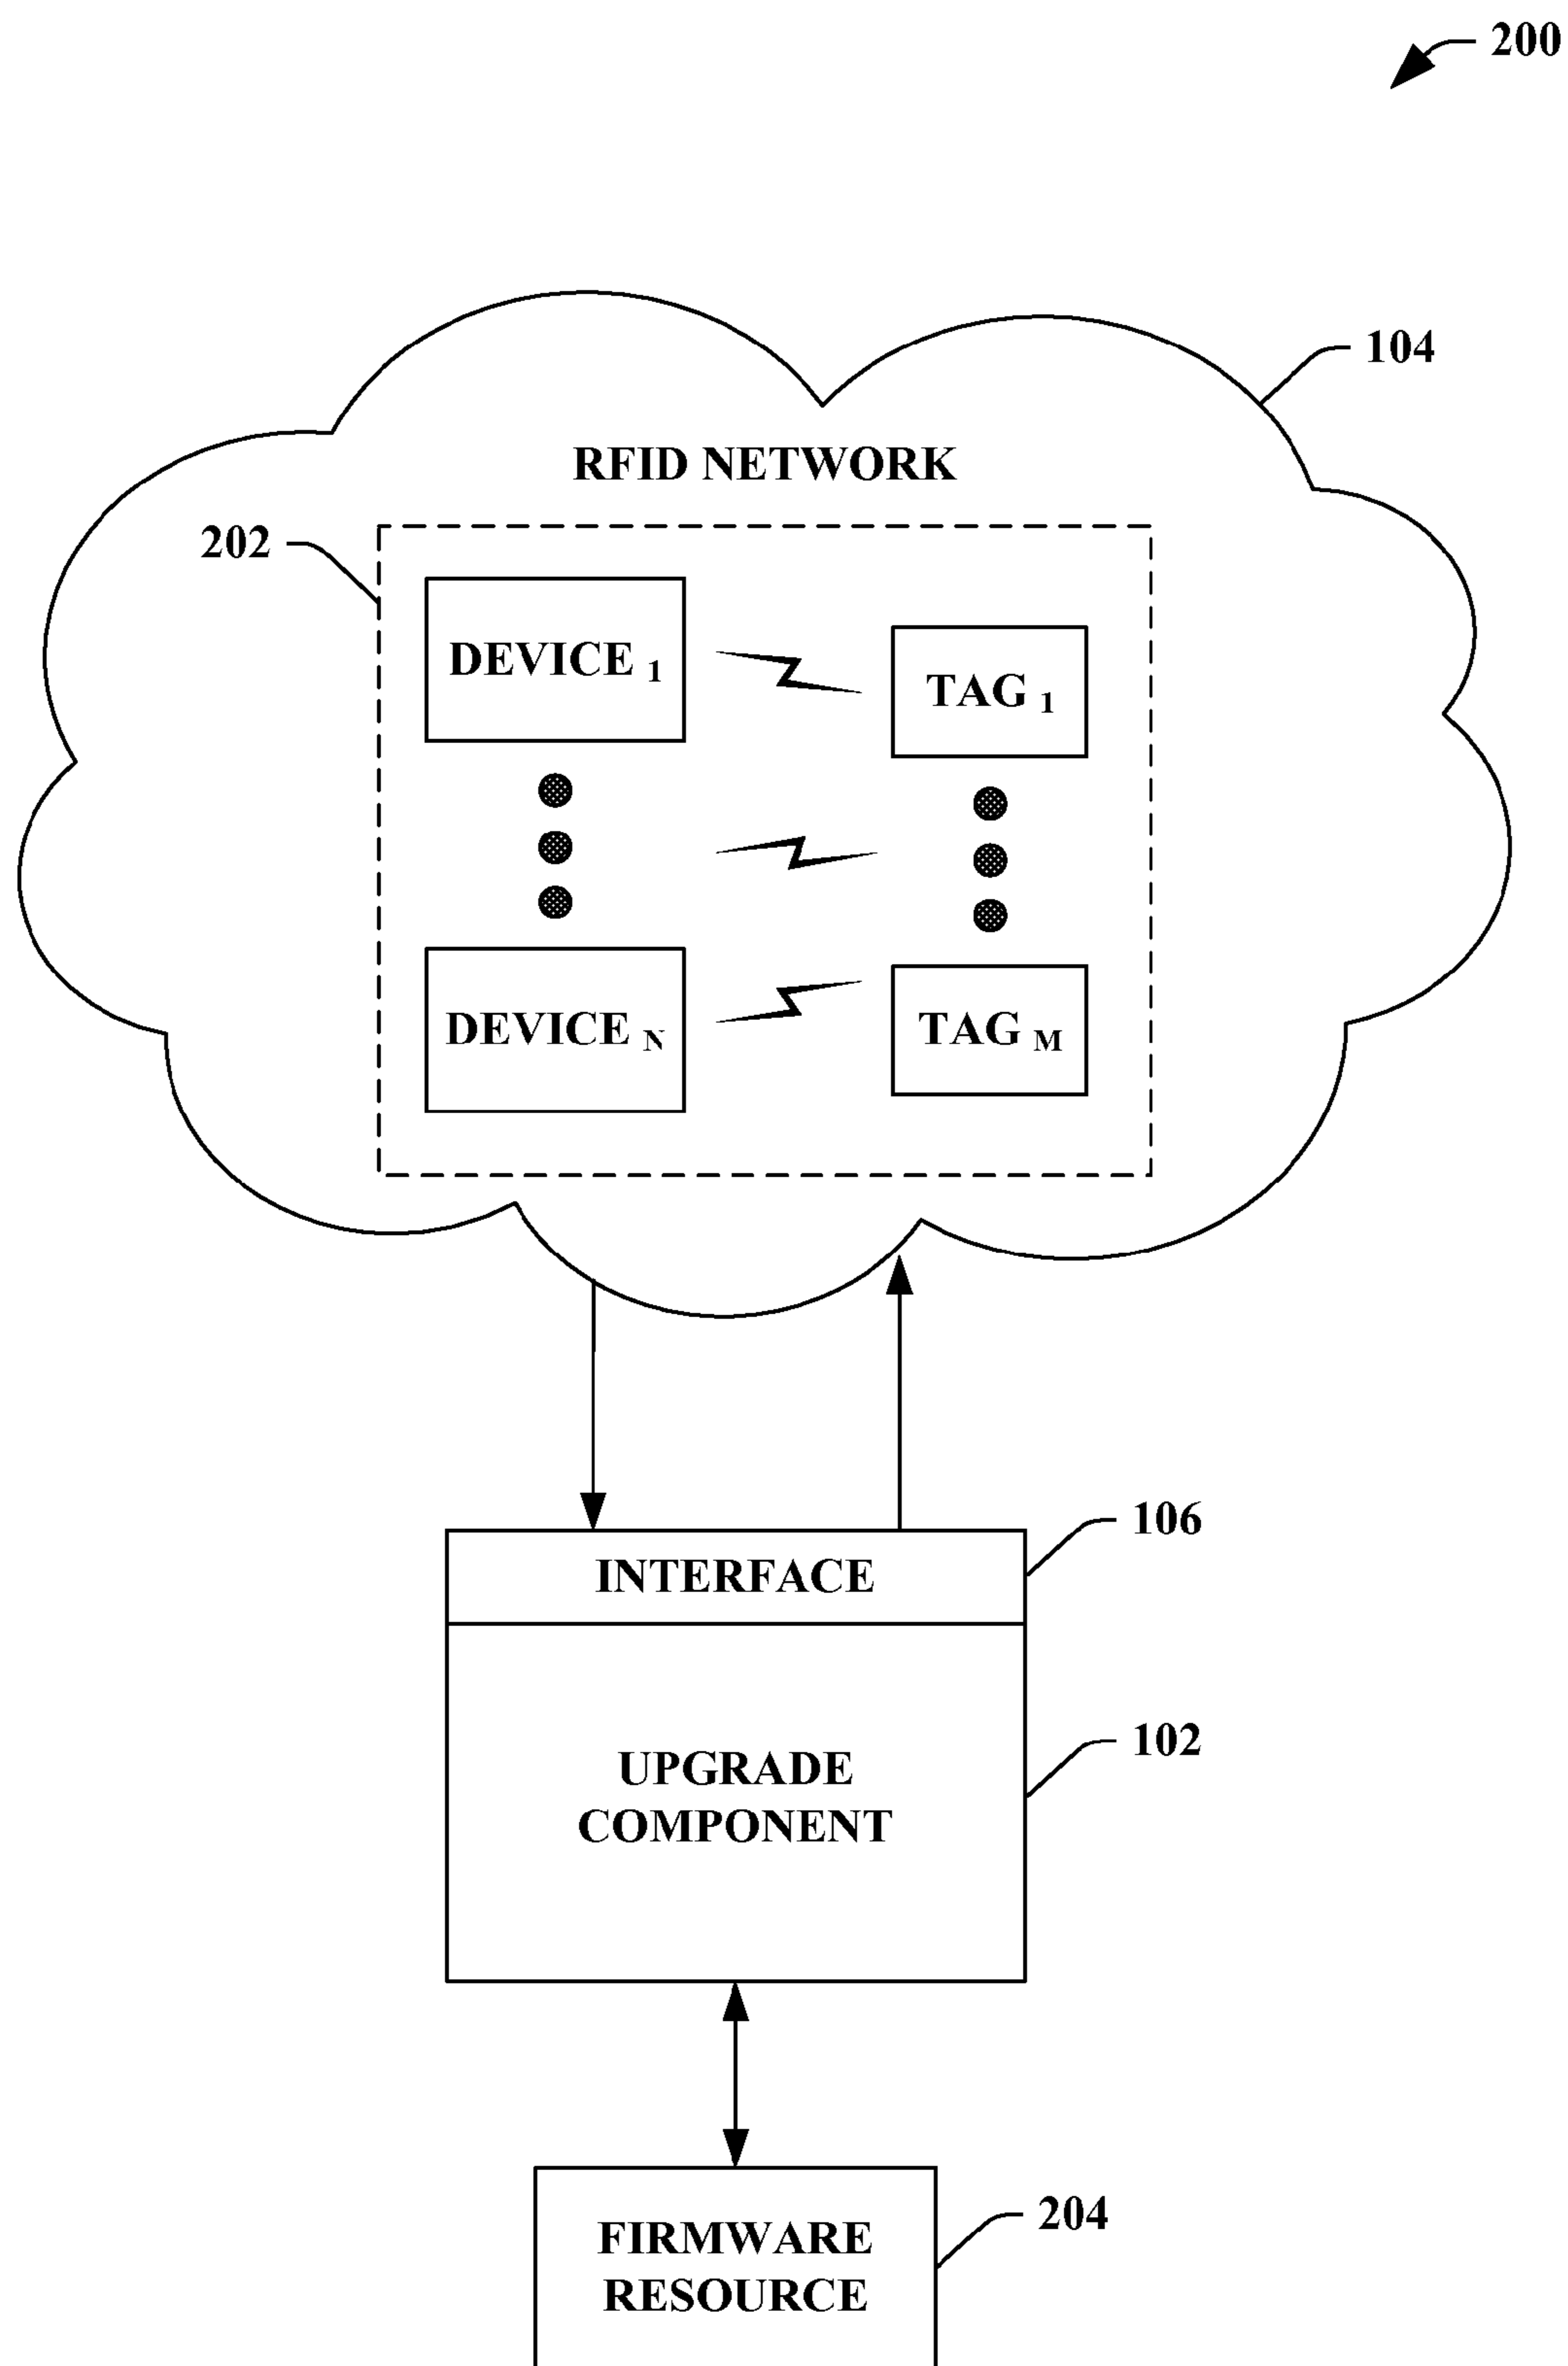 200
104
RFID NETWORK
202
DEVICE 1
TAG 1
DEVICE N
TAG M
106
INTERFACE
102
UPGRADE
COMPONENT
204
FIRMWARE
RESOURCE